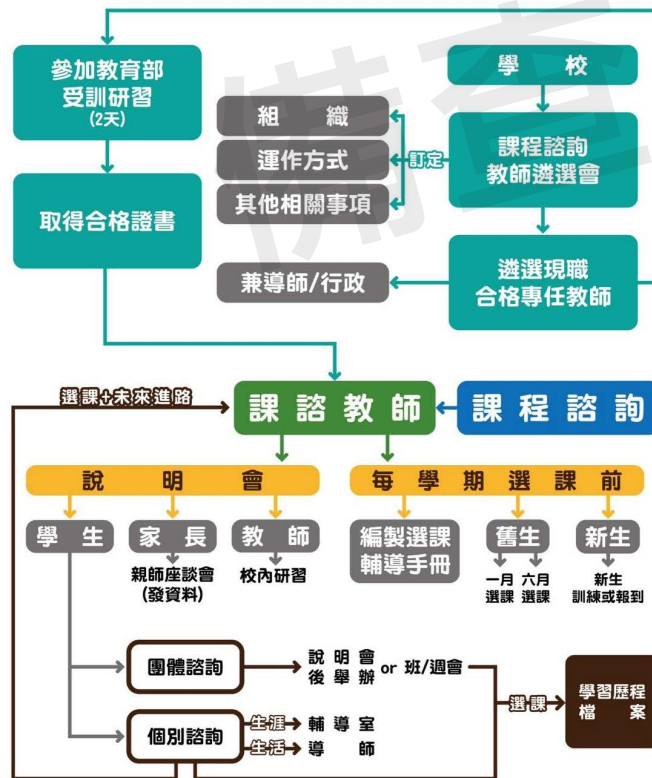 備查
參加教育部
受訓研習
(2天)
取得合格證書
學校
組織
運作方式
其他相關事項
訂定
課程諮詢
教師遴選會
兼導師/行政
遴選現職
合格專任教師
選課+未來進路
課諮教師
課程諮詢
說明會
每學期選課前
學生
家長
教師
編製選課
輔導手冊
舊生
新生
親師座談會
(發資料)
校內研習
一月 六月
選課 選課
新生
訓練或報到
團體諮詢
說明會
後舉辦
or 班/週會
個別諮詢
生涯
輔導室
生活
導師
選課
學習歷程
檔案